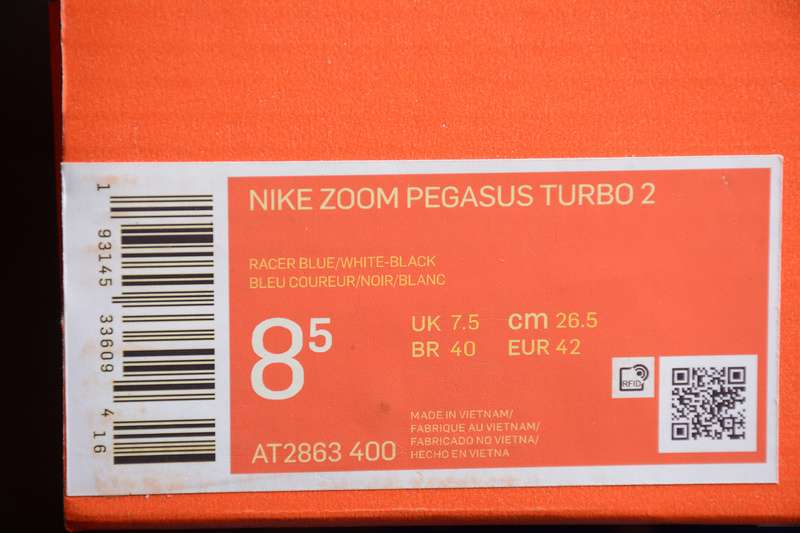 NIKE ZOOM PEGASUS TURBO 2
RACER BLUE/WHITE-BLACK
BLEU COUREUR/NOIR/BLANC
8⁵
UK 7.5 cm 26.5
BR 40 EUR 42
RFID
AT2863 400
MADE IN VIETNAM/
FABRIQUE AU VIETNAM/
FABRICADO NO VIETNA/
HECHO EN VIETNA
1 93145 33609 416